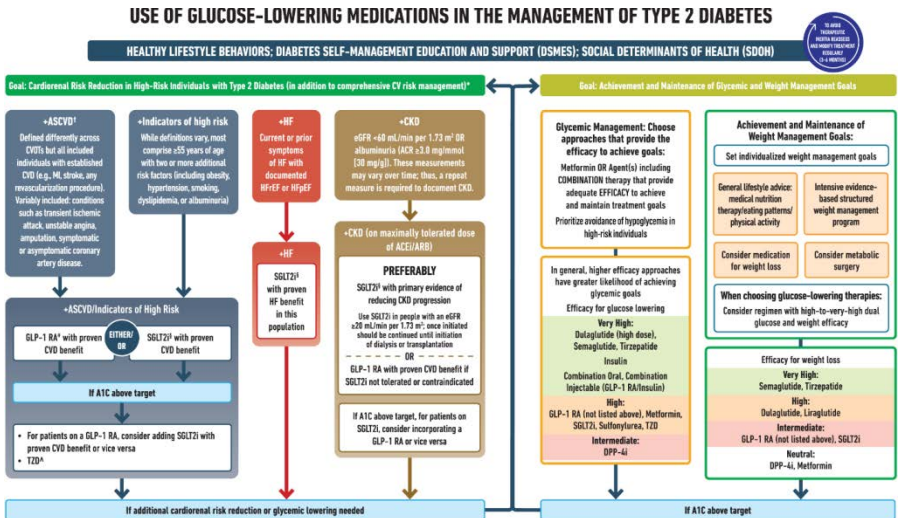 USE OF GLUCOSE-LOWERING MEDICATIONS IN THE MANAGEMENT OF TYPE 2 DIABETES
TO AVOID
THERAPEUTIC
INERTIA REASSESS
AND MODIFY TREATMENT
REGULARLY
(3-6 MONTHS)
HEALTHY LIFESTYLE BEHAVIORS; DIABETES SELF-MANAGEMENT EDUCATION AND SUPPORT (DSMES); SOCIAL DETERMINANTS OF HEALTH (SDOH)
Goal: Cardiorenal Risk Reduction in High-Risk Individuals with Type 2 Diabetes (in addition to comprehensive CV risk management)*
+ASCVD†
Defined differently across
CVOTs but all included
individuals with established
CVD (e.g., MI, stroke, any
revascularization procedure).
Variably included: conditions
such as transient ischemic
attack, unstable angina,
amputation, symptomatic
or asymptomatic coronary
artery disease.
+Indicators of high risk
While definitions vary, most
comprise ≥55 years of age
with two or more additional
risk factors (including obesity,
hypertension, smoking,
dyslipidemia, or albuminuria)
+HF
Current or prior
symptoms
of HF with
documented
HFrEF or HFpEF
+CKD
eGFR <60 mL/min per 1.73 m² OR
albuminuria (ACR ≥3.0 mg/mmol
[30 mg/g]). These measurements
may vary over time; thus, a repeat
measure is required to document CKD.
+ASCVD/Indicators of High Risk
GLP-1 RA# with proven
CVD benefit
EITHER/
OR
SGLT2i§ with proven
CVD benefit
If A1C above target
• For patients on a GLP-1 RA, consider adding SGLT2i with
proven CVD benefit or vice versa
• TZD^
+HF
SGLT2i§
with proven
HF benefit
in this
population
+CKD (on maximally tolerated dose
of ACEi/ARB)
PREFERABLY
SGLT2i§ with primary evidence of
reducing CKD progression
Use SGLT2i in people with an eGFR
≥20 mL/min per 1.73 m²; once initiated
should be continued until initiation
of dialysis or transplantation
OR
GLP-1 RA with proven CVD benefit if
SGLT2i not tolerated or contraindicated
If A1C above target, for patients on
SGLT2i, consider incorporating a
GLP-1 RA or vice versa
If additional cardiorenal risk reduction or glycemic lowering needed
Goal: Achievement and Maintenance of Glycemic and Weight Management Goals
Glycemic Management: Choose
approaches that provide the
efficacy to achieve goals:
Metformin OR Agent(s) including
COMBINATION therapy that provide
adequate EFFICACY to achieve
and maintain treatment goals
Prioritize avoidance of hypoglycemia in
high-risk individuals
In general, higher efficacy approaches
have greater likelihood of achieving
glycemic goals
Efficacy for glucose lowering
Very High:
Dulaglutide (high dose),
Semaglutide, Tirzepatide
Insulin
Combination Oral, Combination
Injectable (GLP-1 RA/Insulin)
High:
GLP-1 RA (not listed above), Metformin,
SGLT2i, Sulfonylurea, TZD
Intermediate:
DPP-4i
Achievement and Maintenance of
Weight Management Goals:
Set individualized weight management goals
General lifestyle advice:
medical nutrition
therapy/eating patterns/
physical activity
Intensive evidence-
based structured
weight management
program
Consider medication
for weight loss
Consider metabolic
surgery
When choosing glucose-lowering therapies:
Consider regimen with high-to-very-high dual
glucose and weight efficacy
Efficacy for weight loss
Very High:
Semaglutide, Tirzepatide
High:
Dulaglutide, Liraglutide
Intermediate:
GLP-1 RA (not listed above), SGLT2i
Neutral:
DPP-4i, Metformin
If A1C above target